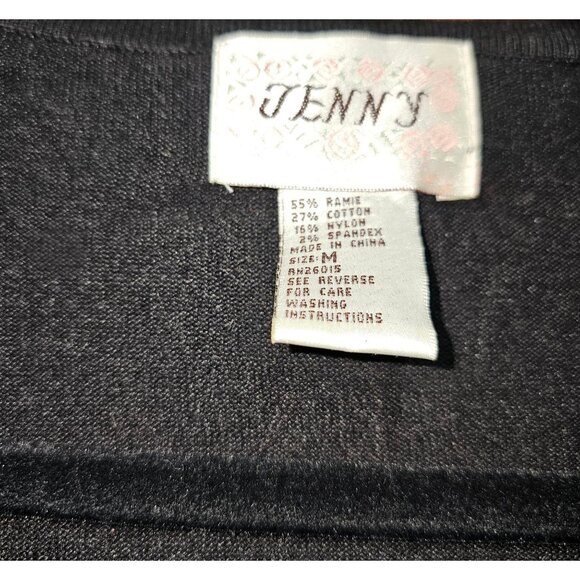 JENNY
55% RAMIE
27% COTTON
16% NYLON
2% SPANDEX
MADE IN CHINA
SIZE: M
RN26015
SEE REVERSE
FOR CARE
WASHING
INSTRUCTIONS